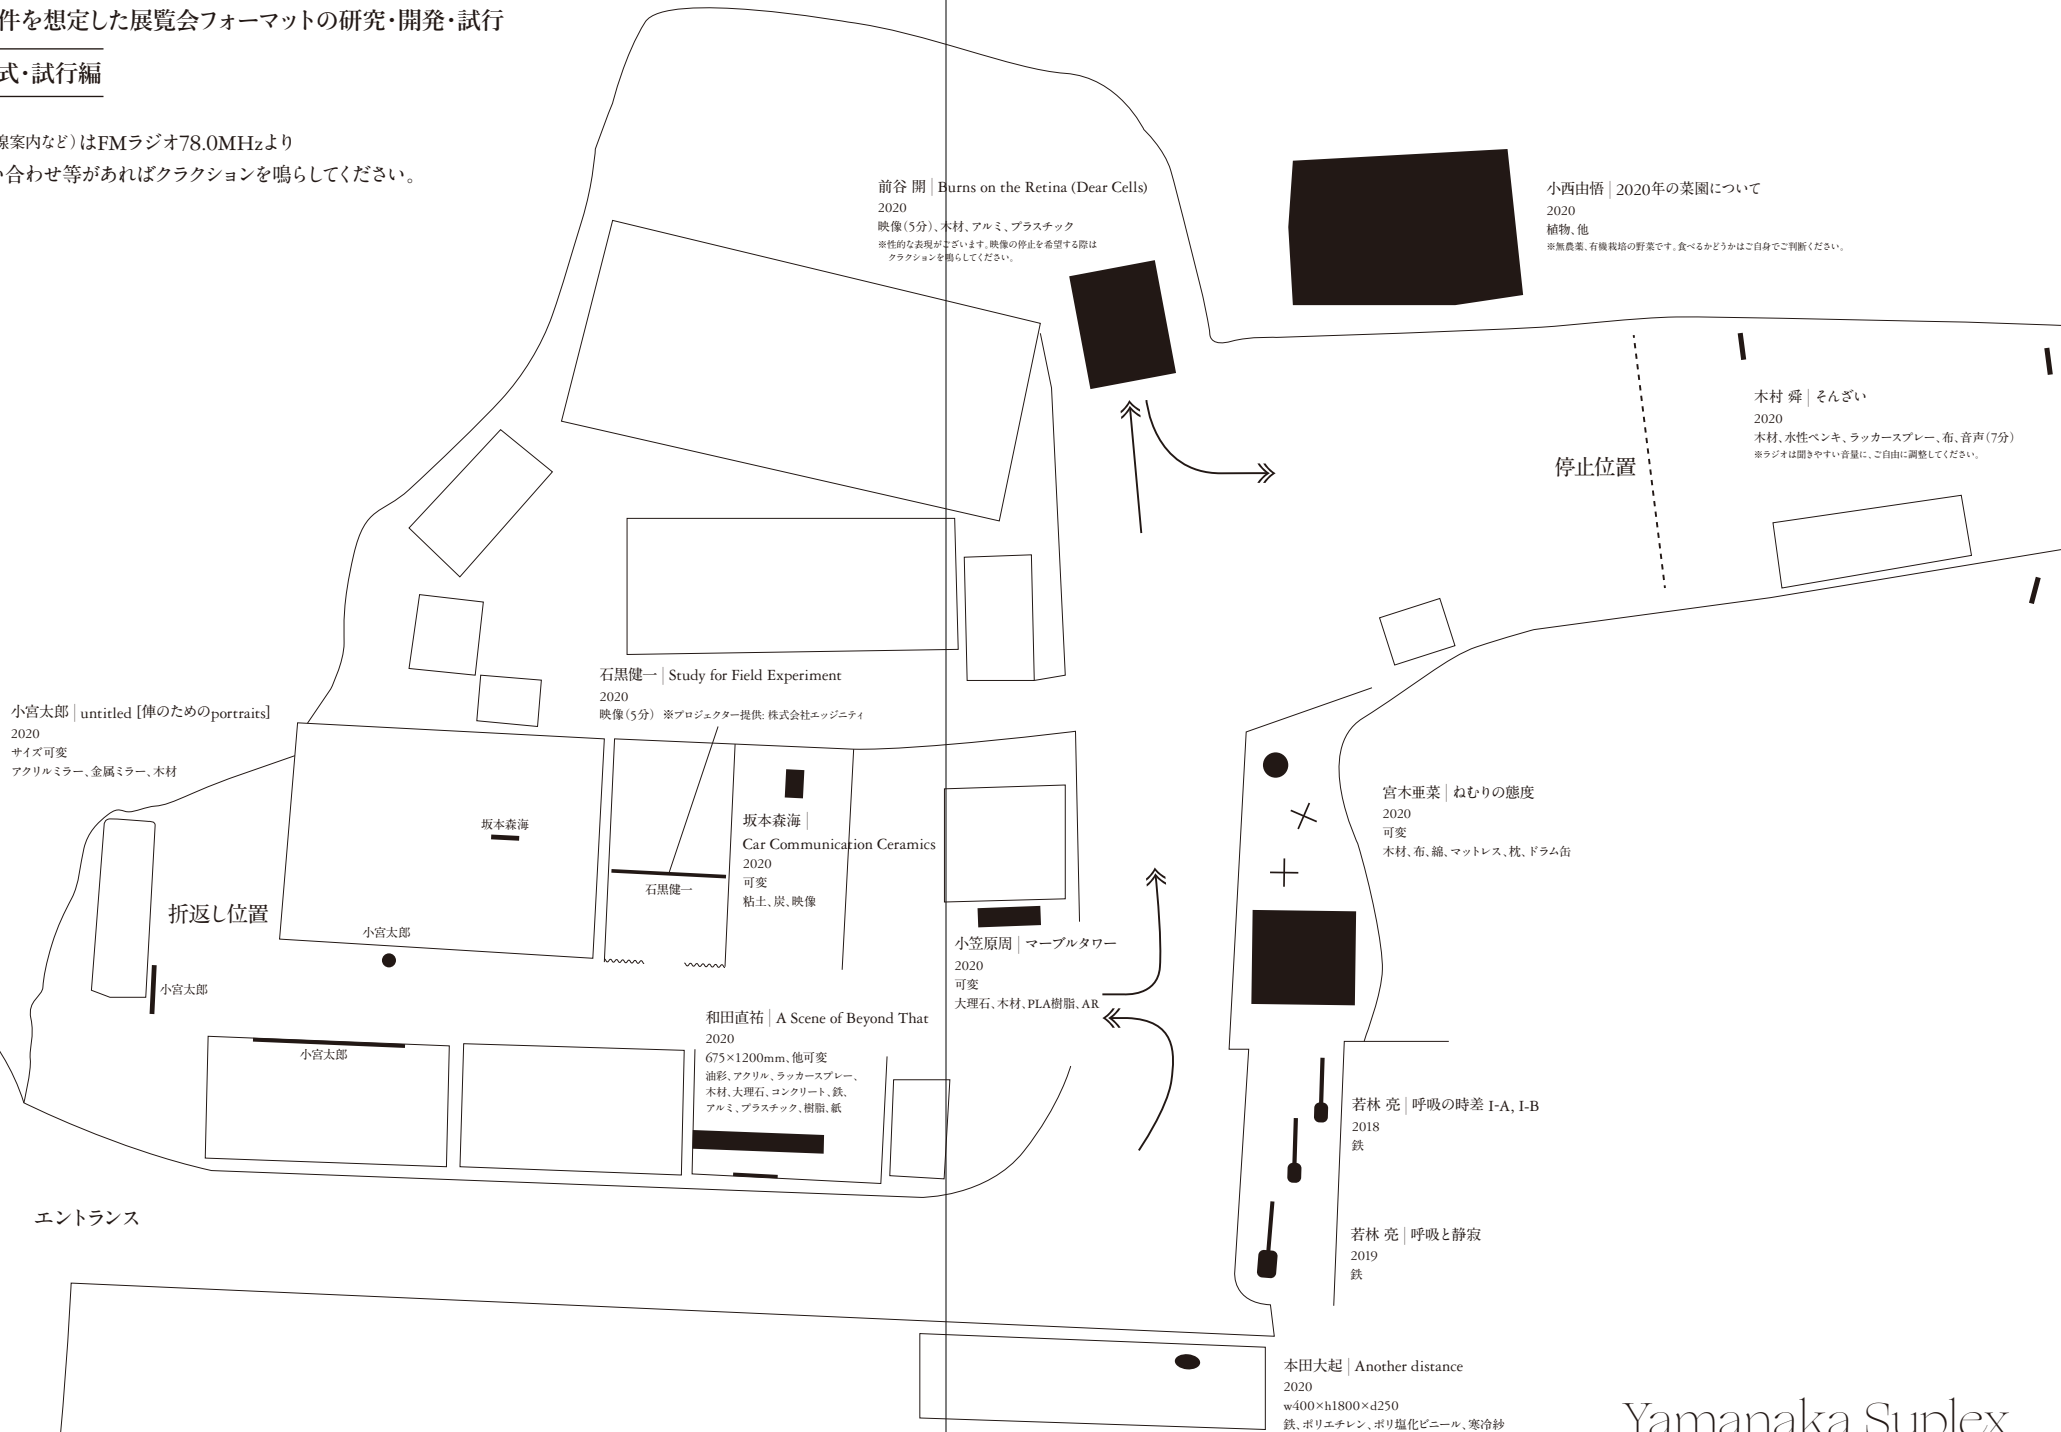 件を想定した展覧会フォーマットの研究・開発・試行
式・試行編
線案内など）はFMラジオ78.0MHzより
い合わせ等があればクラクションを鳴らしてください。
前谷 開｜Burns on the Retina (Dear Cells)
2020
映像（5分）、木材、アルミ、プラスチック
※性的な表現がございます。映像の停止を希望する際は
クラクションを鳴らしてください。
小西由悟｜2020年の菜園について
2020
植物、他
※無農薬、有機栽培の野菜です。食べるかどうかはご自身でご判断ください。
木村 舜｜そんざい
2020
木材、水性ペンキ、ラッカースプレー、布、音声（7分）
※ラジオは聞きやすい音量に、ご自由に調整してください。
停止位置
石黒健一｜Study for Field Experiment
2020
映像（5分） ※プロジェクター提供: 株式会社エッジニティ
小宮太郎｜untitled [俥のためのportraits]
2020
サイズ可変
アクリルミラー、金属ミラー、木材
坂本森海
坂本森海｜
Car Communication Ceramics
2020
可変
粘土、炭、映像
石黒健一
宮木亜菜｜ねむりの態度
2020
可変
木材、布、綿、マットレス、枕、ドラム缶
折返し位置
小宮太郎
小宮太郎
小宮太郎
小笠原周｜マーブルタワー
2020
可変
大理石、木材、PLA樹脂、AR
和田直祐｜A Scene of Beyond That
2020
675×1200mm、他可変
油彩、アクリル、ラッカースプレー、
木材、大理石、コンクリート、鉄、
アルミ、プラスチック、樹脂、紙
若林 亮｜呼吸の時差 I-A, I-B
2018
鉄
若林 亮｜呼吸と静寂
2019
鉄
エントランス
本田大起｜Another distance
2020
w400×h1800×d250
鉄、ポリエチレン、ポリ塩化ビニール、寒冷紗
Yamanaka Suplex